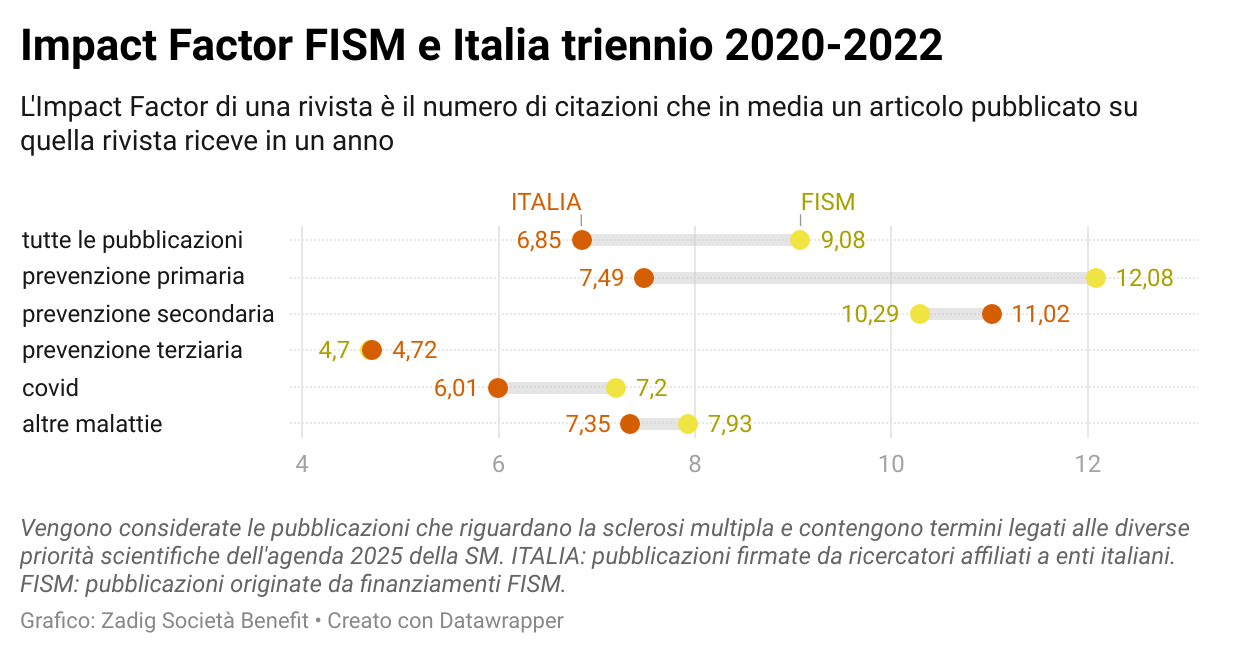 Impact Factor FISM e Italia triennio 2020-2022
L'Impact Factor di una rivista è il numero di citazioni che in media un articolo pubblicato su
quella rivista riceve in un anno
ITALIA FISM
tutte le pubblicazioni 6,85 9,08
prevenzione primaria 7,49 12,08
prevenzione secondaria 10,29 11,02
prevenzione terziaria 4,7 4,72
covid 6,01 7,2
altre malattie 7,35 7,93
4 6 8 10 12
Vengono considerate le pubblicazioni che riguardano la sclerosi multipla e contengono termini legati alle diverse
priorità scientifiche dell'agenda 2025 della SM. ITALIA: pubblicazioni firmate da ricercatori affiliati a enti italiani.
FISM: pubblicazioni originate da finanziamenti FISM.
Grafico: Zadig Società Benefit • Creato con Datawrapper